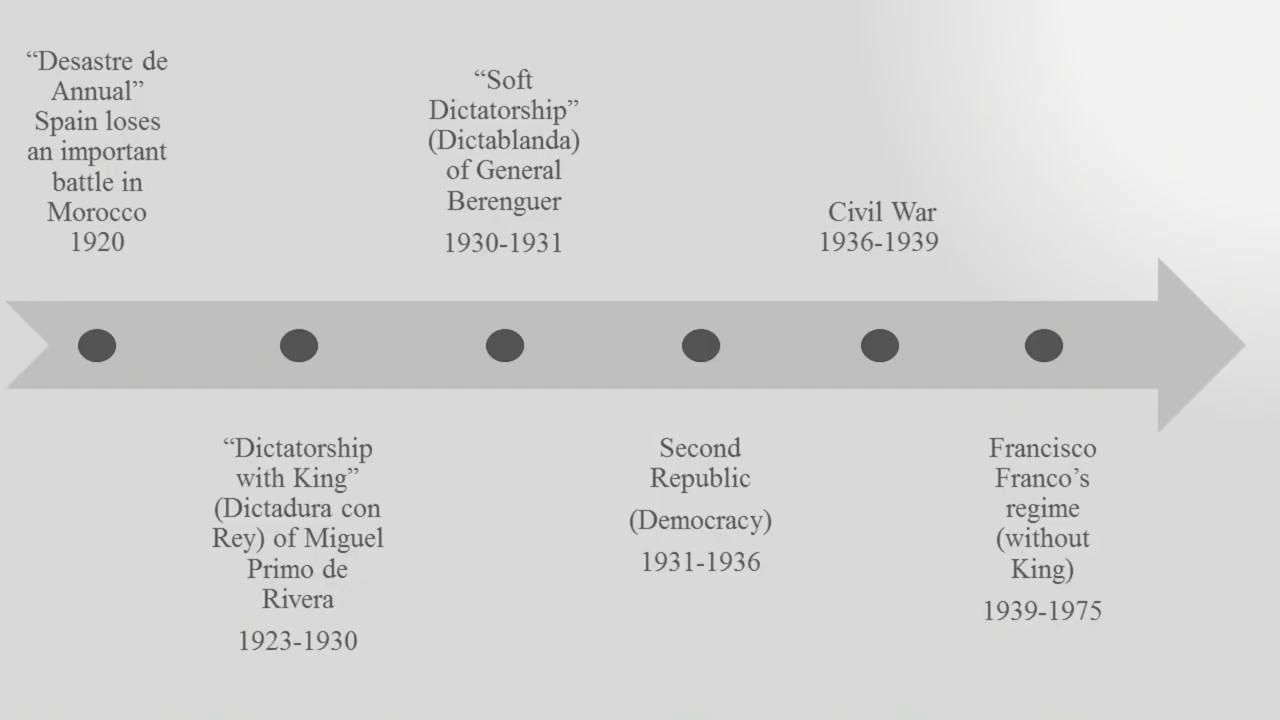 “Desastre de
Annual”
Spain loses
an important
battle in
Morocco
1920
“Dictatorship
with King”
(Dictadura con
Rey) of Miguel
Primo de
Rivera
1923-1930
“Soft
Dictatorship”
(Dictablanda)
of General
Berenguer
1930-1931
Second
Republic
(Democracy)
1931-1936
Civil War
1936-1939
Francisco
Franco’s
regime
(without
King)
1939-1975